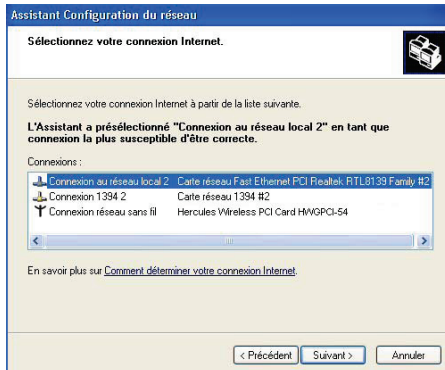 Assistant Configuration du réseau
Sélectionnez votre connexion Internet.
Sélectionnez votre connexion Internet à partir de la liste suivante.
L'Assistant a présélectionné "Connexion au réseau local 2" en tant que
connexion la plus susceptible d'être correcte.
Connexions :
Connexion au réseau local 2 Carte réseau Fast Ethernet PCI Realtek RTL8139 Family #2
Connexion 1394 2 Carte réseau 1394 #2
Connexion réseau sans fil Hercules Wireless PCI Card HWGPCI-54
En savoir plus sur Comment déterminer votre connexion Internet.
< Précédent Suivant > Annuler